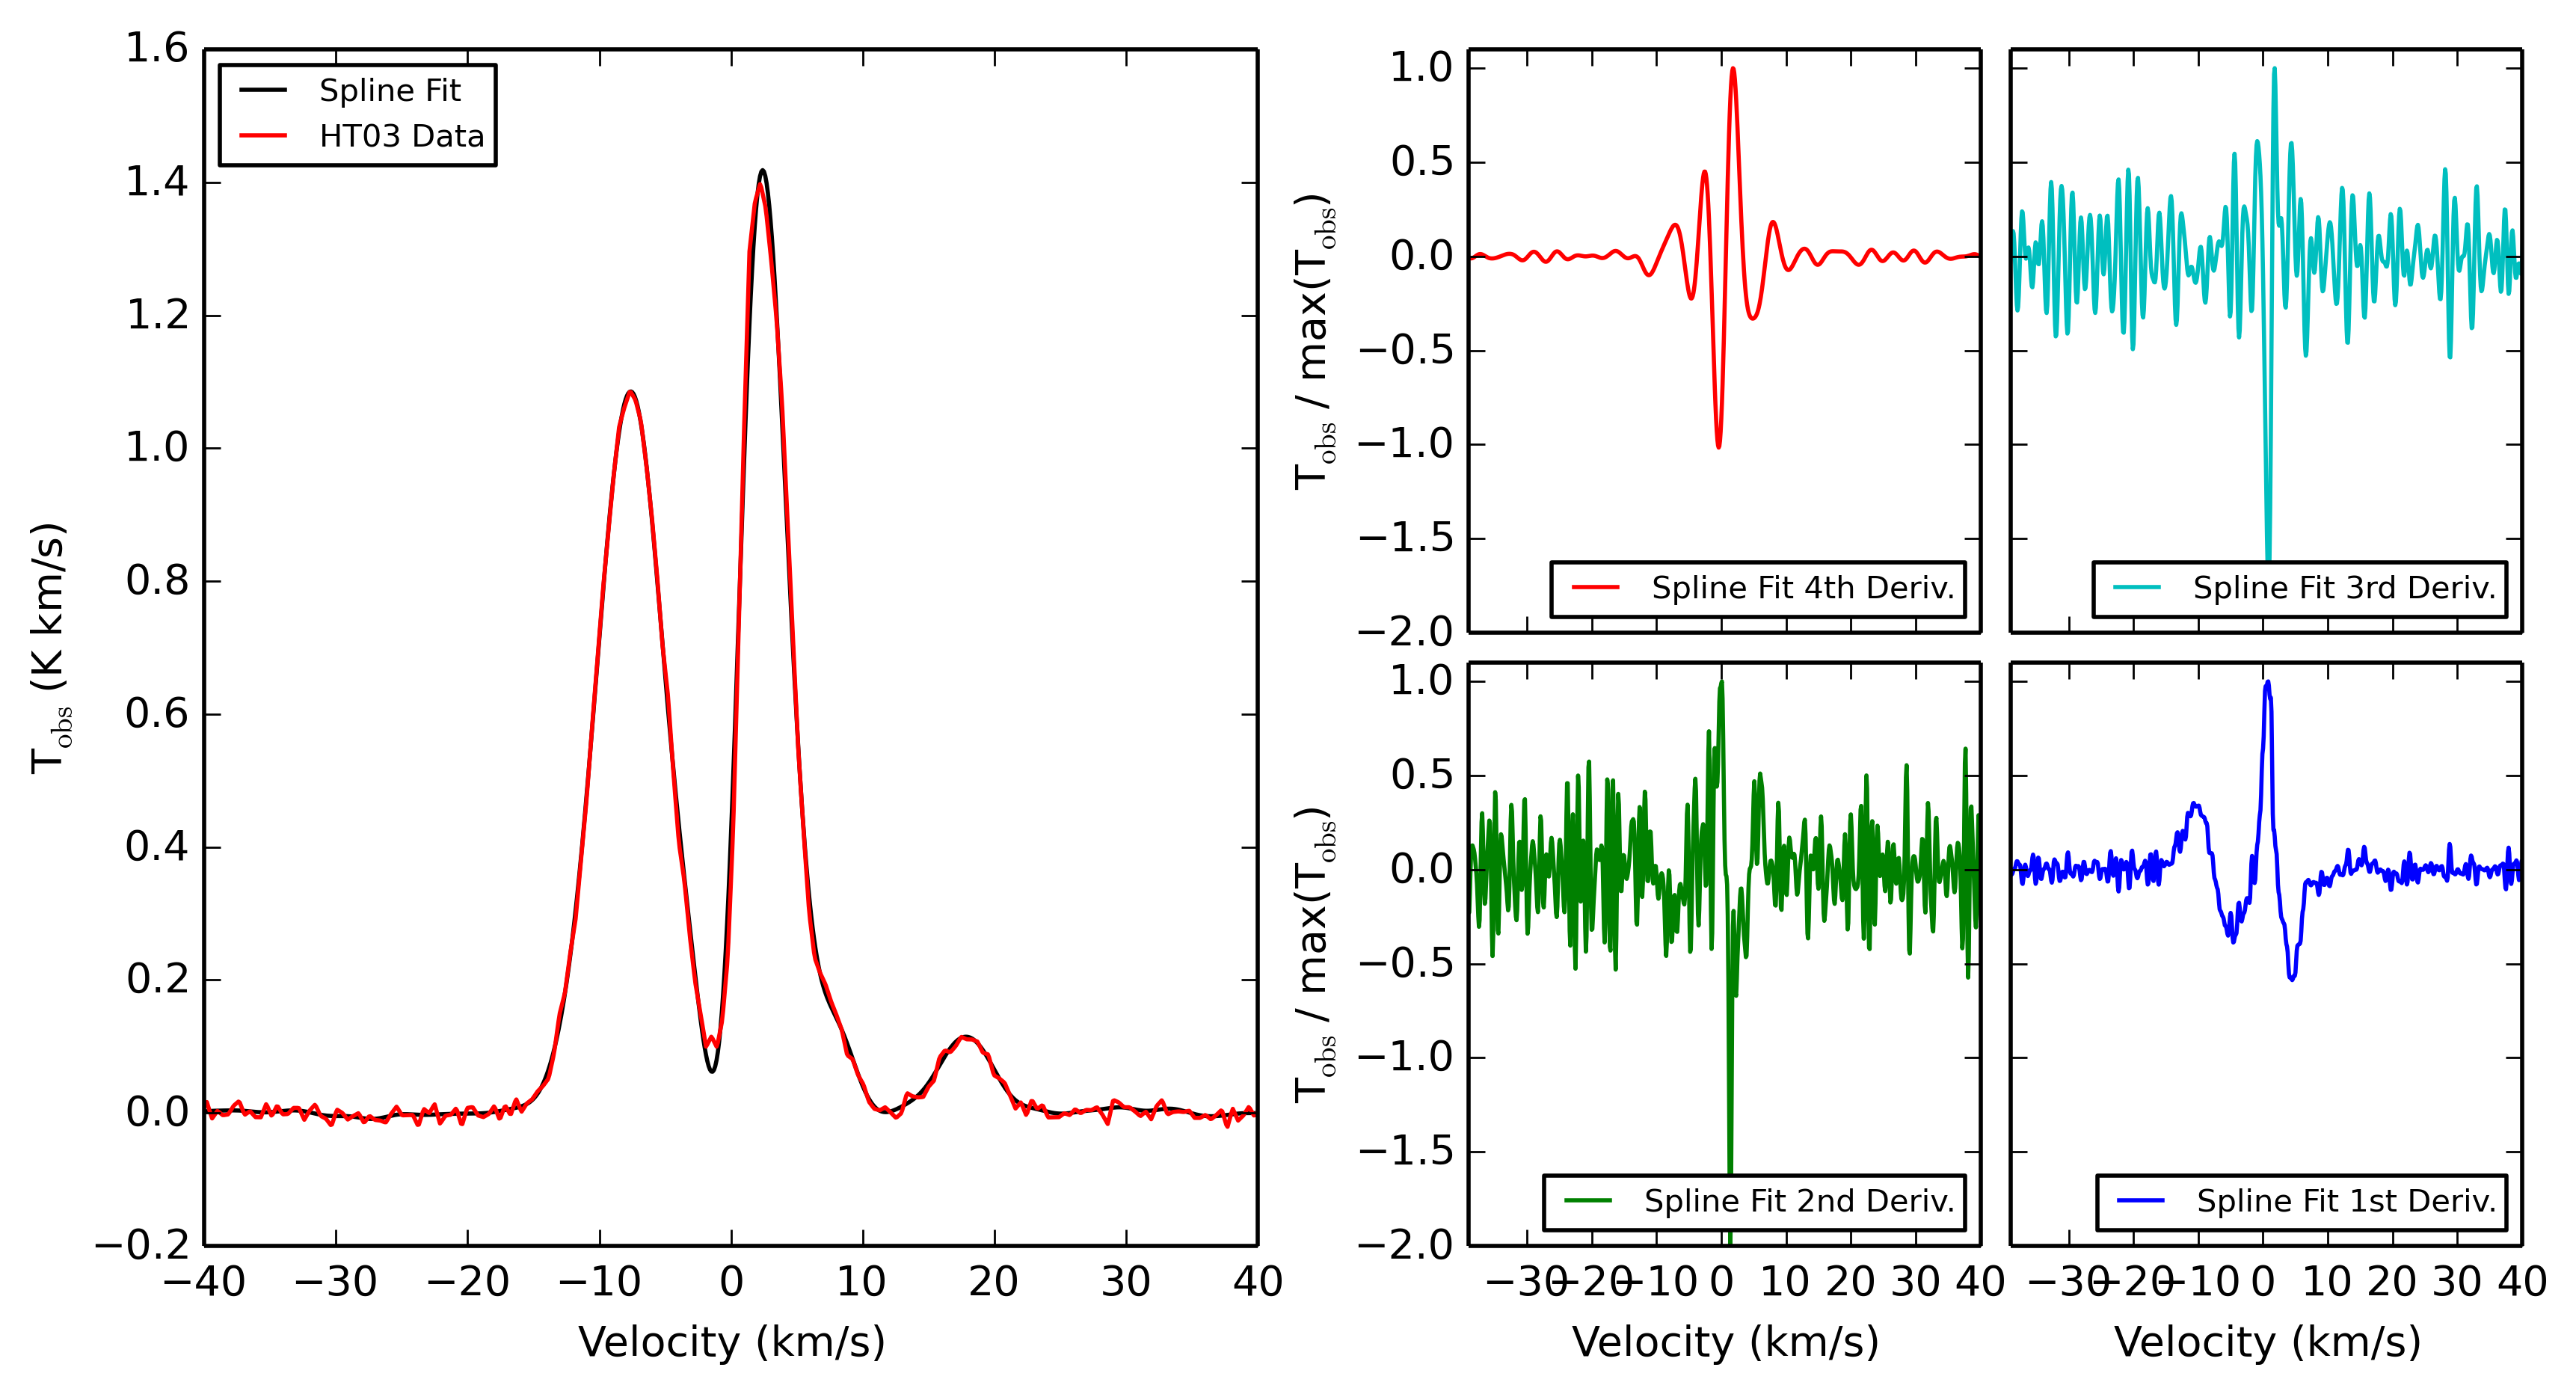 1.6
1.4
1.2
1.0
0.8
0.6
0.4
0.2
0.0
−0.2
T_obs (K km/s)
Spline Fit
HT03 Data
−40 −30 −20 −10 0 10 20 30 40
Velocity (km/s)
1.0
0.5
0.0
−0.5
−1.0
−1.5
−2.0
T_obs / max(T_obs)
Spline Fit 4th Deriv.
Spline Fit 3rd Deriv.
1.0
0.5
0.0
−0.5
−1.0
−1.5
−2.0
T_obs / max(T_obs)
Spline Fit 2nd Deriv.
Spline Fit 1st Deriv.
−30 −20 −10 0 10 20 30 40
Velocity (km/s)
−30 −20 −10 0 10 20 30 40
Velocity (km/s)